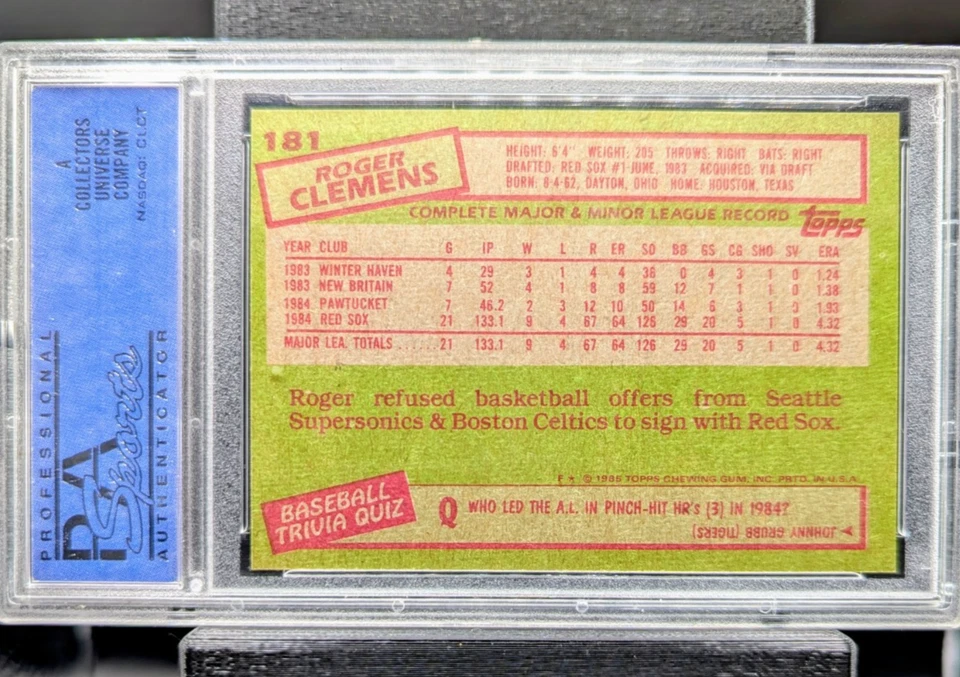 A
COLLECTORS
UNIVERSE
COMPANY
NASDAQ: CLCT
PROFESSIONAL
PSA
Sports
AUTHENTICATOR
181
ROGER
CLEMENS
HEIGHT: 6'4" WEIGHT: 205 THROWS: RIGHT BATS: RIGHT
DRAFTED: RED SOX #1-JUNE, 1983 ACQUIRED: VIA DRAFT
BORN: 8-4-62, DAYTON, OHIO HOME: HOUSTON, TEXAS
COMPLETE MAJOR & MINOR LEAGUE RECORD topps
YEAR CLUB G IP W L R ER SO BB GS CG SHO SV ERA
1983 WINTER HAVEN 4 29 3 1 4 4 36 0 4 3 1 0 1.24
1983 NEW BRITAIN 7 52 4 1 8 8 59 12 7 1 1 0 1.38
1984 PAWTUCKET 7 46.2 2 3 12 10 50 14 6 3 1 0 1.93
1984 RED SOX 21 133.1 9 4 67 64 126 29 20 5 1 0 4.32
MAJOR LEA. TOTALS ...... 21 133.1 9 4 67 64 126 29 20 5 1 0 4.32
Roger refused basketball offers from Seattle
Supersonics & Boston Celtics to sign with Red Sox.
F★ © 1985 TOPPS CHEWING GUM, INC. PRTD. IN U.S.A.
BASEBALL
TRIVIA QUIZ
Q WHO LED THE A.L. IN PINCH-HIT HR's (3) IN 1984?
JOHNNY GRUBB (TIGERS)